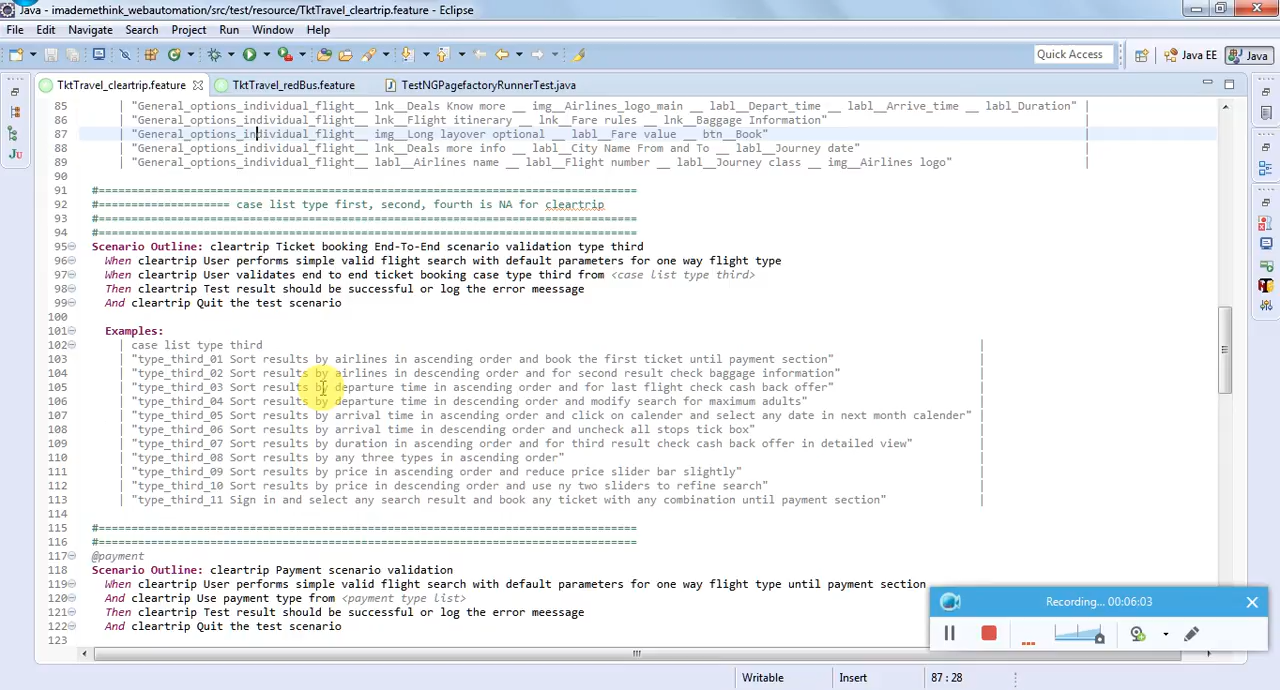 Java - imademethink_webautomation/src/test/resource/TktTravel_cleartrip.feature - Eclipse
File Edit Navigate Search Project Run Window Help
Quick Access Java EE Java
TktTravel_cleartrip.feature TktTravel_redBus.feature TestNGPagefactoryRunnerTest.java
85 | "General_options_individual_flight__ lnk__Deals Know more __ img__Airlines_logo_main __ labl__Depart_time __ labl__Arrive_time __ labl_Duration" |
86 | "General_options_individual_flight__ lnk__Flight itinerary __ lnk__Fare rules __ lnk__Baggage Information" |
87 | "General_options_individual_flight__ img__Long layover optional __ labl__Fare value __ btn__Book" |
88 | "General_options_individual_flight__ lnk__Deals more info __ labl__City Name From and To __ labl__Journey date" |
89 | "General_options_individual_flight__ labl__Airlines name __ labl__Flight number __ labl__Journey class __ img__Airlines logo" |
90
91 #==============================================================================
92 #=================== case list type first, second, fourth is NA for cleartrip
93 #==============================================================================
94 #==============================================================================
95 Scenario Outline: cleartrip Ticket booking End-To-End scenario validation type third
96 When cleartrip User performs simple valid flight search with default parameters for one way flight type
97 When cleartrip User validates end to end ticket booking case type third from <case list type third>
98 Then cleartrip Test result should be successful or log the error meessage
99 And cleartrip Quit the test scenario
100
101 Examples:
102 | case list type third |
103 | "type_third_01 Sort results by airlines in ascending order and book the first ticket until payment section" |
104 | "type_third_02 Sort results by airlines in descending order and for second result check baggage information" |
105 | "type_third_03 Sort results by departure time in ascending order and for last flight check cash back offer" |
106 | "type_third_04 Sort results by departure time in descending order and modify search for maximum adults" |
107 | "type_third_05 Sort results by arrival time in ascending order and click on calender and select any date in next month calender" |
108 | "type_third_06 Sort results by arrival time in descending order and uncheck all stops tick box" |
109 | "type_third_07 Sort results by duration in ascending order and for third result check cash back offer in detailed view" |
110 | "type_third_08 Sort results by any three types in ascending order" |
111 | "type_third_09 Sort results by price in ascending order and reduce price slider bar slightly" |
112 | "type_third_10 Sort results by price in descending order and use ny two sliders to refine search" |
113 | "type_third_11 Sign in and select any search result and book any ticket with any combination until payment section" |
114
115 #==============================================================================
116 #==============================================================================
117 @payment
118 Scenario Outline: cleartrip Payment scenario validation
119 When cleartrip User performs simple valid flight search with default parameters for one way flight type until payment section
120 And cleartrip Use payment type from <payment type list>
121 Then cleartrip Test result should be successful or log the error meessage
122 And cleartrip Quit the test scenario
123
Recording... 00:06:03
Writable Insert 87 : 28